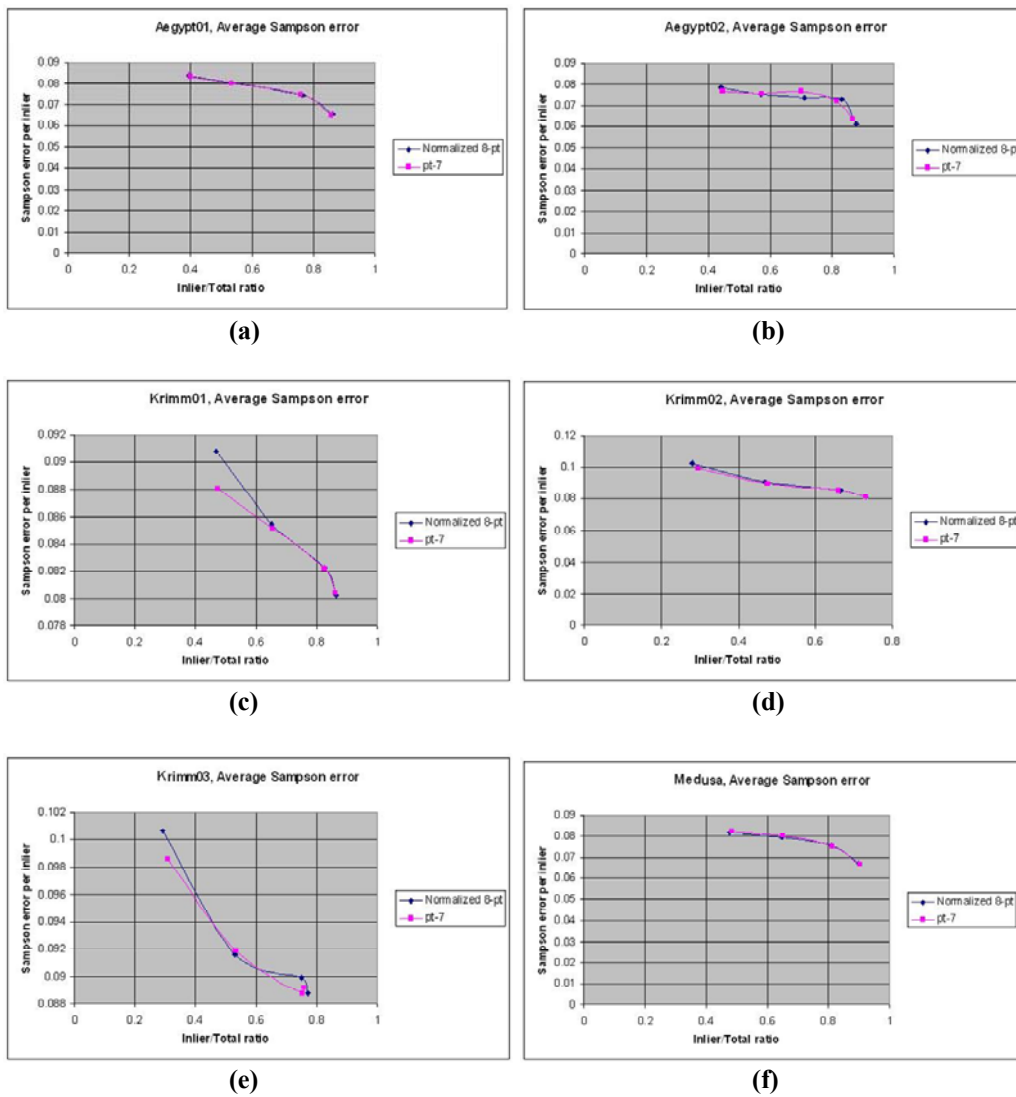 Aegypt01, Average Sampson error
Sampson error per inlier
0.09
0.08
0.07
0.06
0.05
0.04
0.03
0.02
0.01
0
0 0.2 0.4 0.6 0.8 1
Inlier/Total ratio
Normalized 8-pt
pt-7
(a)
Aegypt02, Average Sampson error
Sampson error per inlier
0.09
0.08
0.07
0.06
0.05
0.04
0.03
0.02
0.01
0
0 0.2 0.4 0.6 0.8 1
Inlier/Total ratio
Normalized 8-pt
pt-7
(b)
Krimm01, Average Sampson error
Sampson error per inlier
0.092
0.09
0.088
0.086
0.084
0.082
0.08
0.078
0 0.2 0.4 0.6 0.8 1
Inlier/Total ratio
Normalized 8-pt
pt-7
(c)
Krimm02, Average Sampson error
Sampson error per inlier
0.12
0.1
0.08
0.06
0.04
0.02
0
0 0.2 0.4 0.6 0.8
Inlier/Total ratio
Normalized 8-pt
pt-7
(d)
Krimm03, Average Sampson error
Sampson error per inlier
0.102
0.1
0.098
0.096
0.094
0.092
0.09
0.088
0 0.2 0.4 0.6 0.8 1
Inlier/Total ratio
Normalized 8-pt
pt-7
(e)
Medusa, Average Sampson error
Sampson error per inlier
0.09
0.08
0.07
0.06
0.05
0.04
0.03
0.02
0.01
0
0 0.2 0.4 0.6 0.8 1
Inlier/Total ratio
Normalized 8-pt
pt-7
(f)